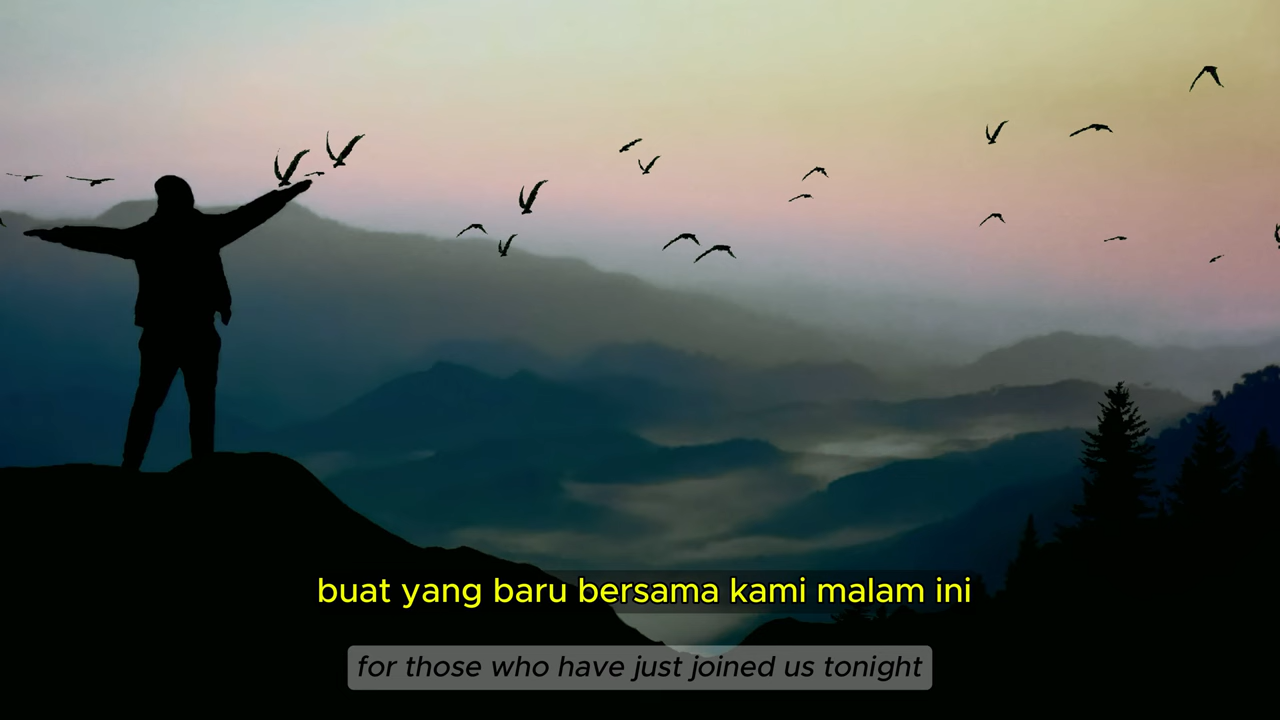 buat yang baru bersama kami malam ini
for those who have just joined us tonight